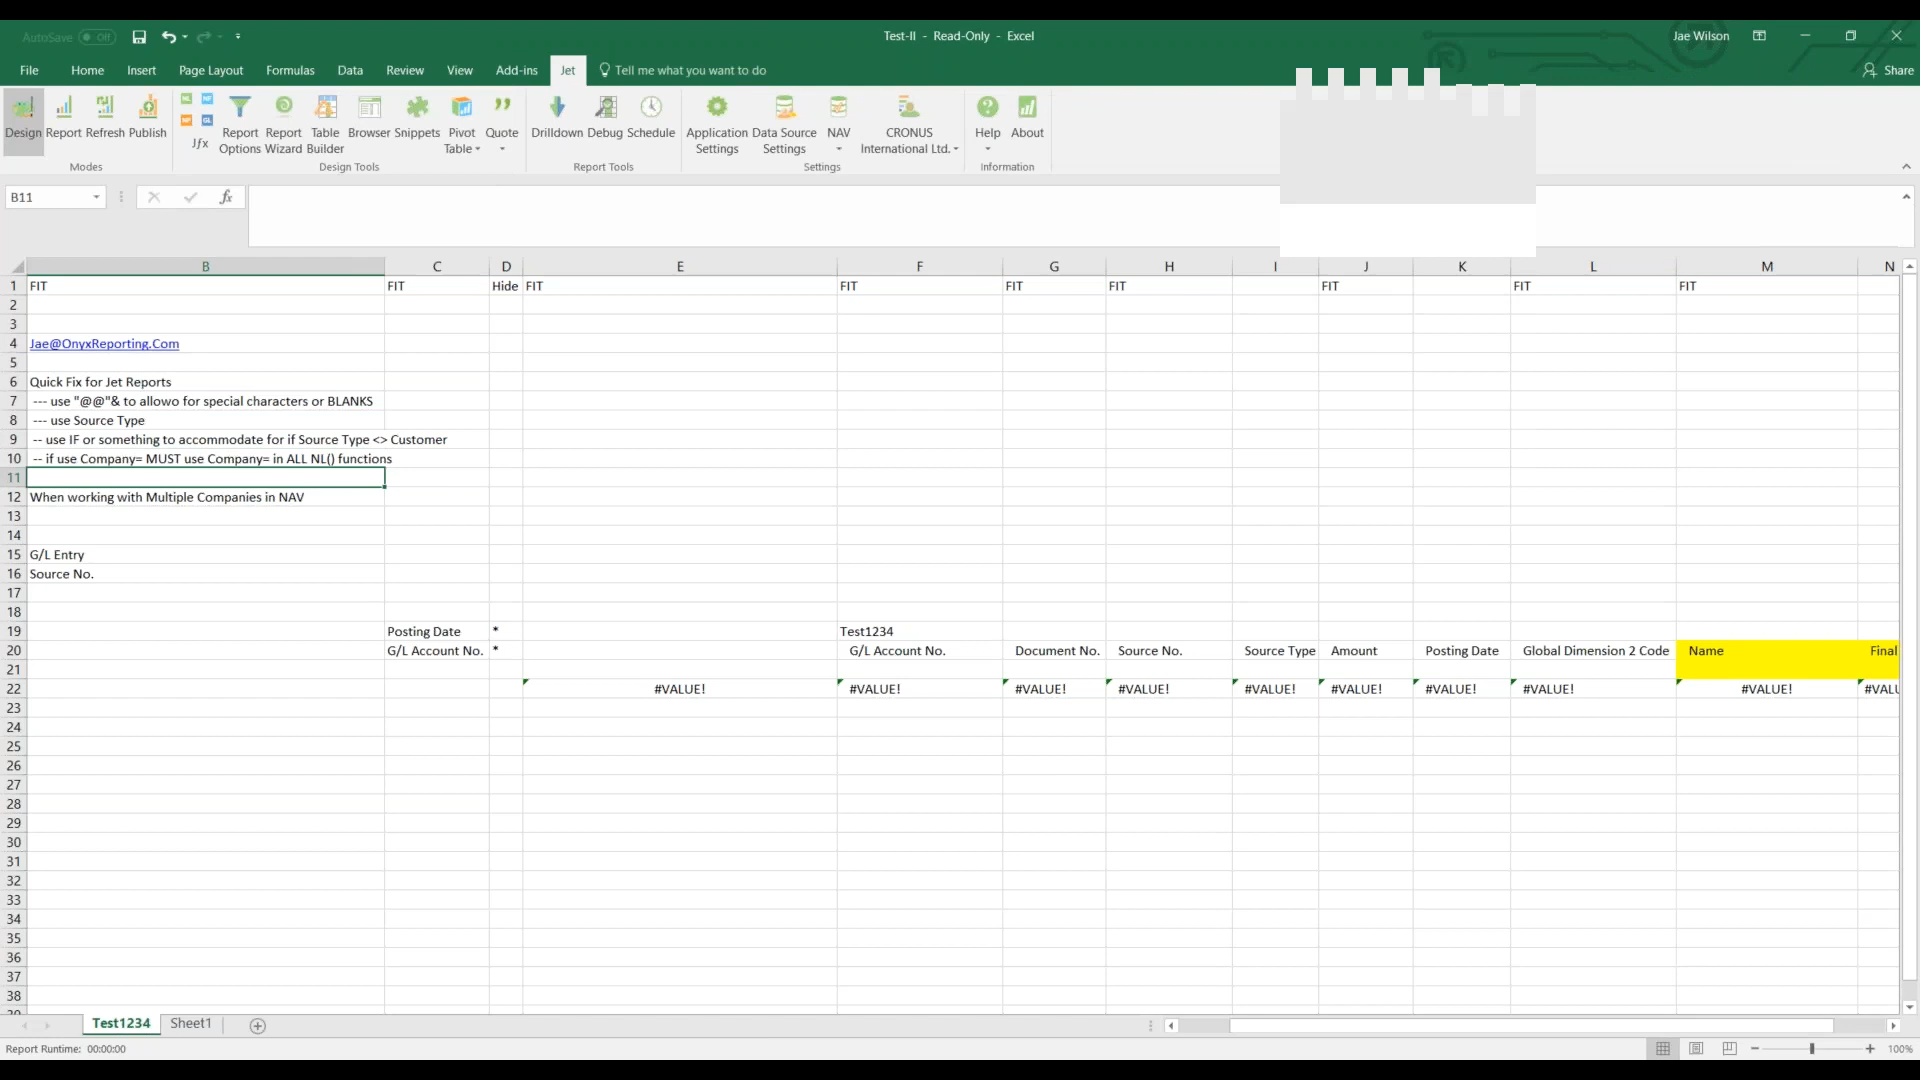 AutoSave Off
Test-II - Read-Only - Excel
Jae Wilson
File Home Insert Page Layout Formulas Data Review View Add-ins Jet Tell me what you want to do Share
Design Report Refresh Publish
Modes
Jfx
Report Options Report Wizard Table Builder Browser Snippets Pivot Table Quote
Design Tools
Drilldown Debug Schedule
Report Tools
Application Settings Data Source Settings NAV CRONUS International Ltd.
Settings
Help About
Information
B11 fx
B C D E F G H I J K L M N
1 FIT FIT Hide FIT FIT FIT FIT FIT FIT FIT
2
3
4 Jae@OnyxReporting.Com
5
6 Quick Fix for Jet Reports
7 --- use "@@"& to allowo for special characters or BLANKS
8 --- use Source Type
9 -- use IF or something to accommodate for if Source Type <> Customer
10 -- if use Company= MUST use Company= in ALL NL() functions
11
12 When working with Multiple Companies in NAV
13
14
15 G/L Entry
16 Source No.
17
18
19 Posting Date * Test1234
20 G/L Account No. * G/L Account No. Document No. Source No. Source Type Amount Posting Date Global Dimension 2 Code Name Final
21
22 #VALUE! #VALUE! #VALUE! #VALUE! #VALUE! #VALUE! #VALUE! #VALUE! #VALUE! #VALU
23
24
25
26
27
28
29
30
31
32
33
34
35
36
37
38
Test1234 Sheet1
Report Runtime: 00:00:00
100%